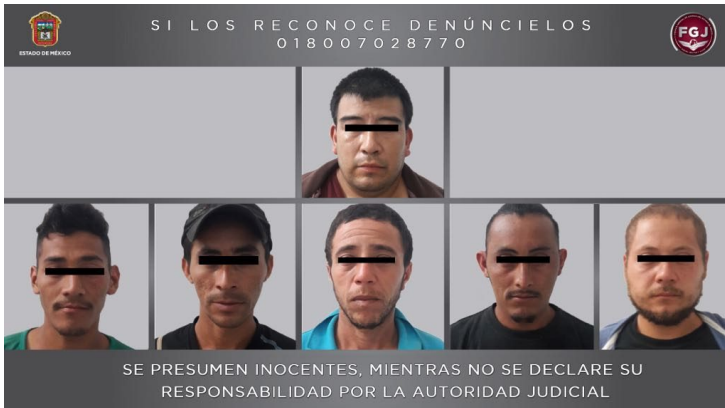 SI LOS RECONOCE DENÚNCIELOS
018007028770
ESTADO DE MÉXICO
FGJ
SE PRESUMEN INOCENTES, MIENTRAS NO SE DECLARE SU
RESPONSABILIDAD POR LA AUTORIDAD JUDICIAL